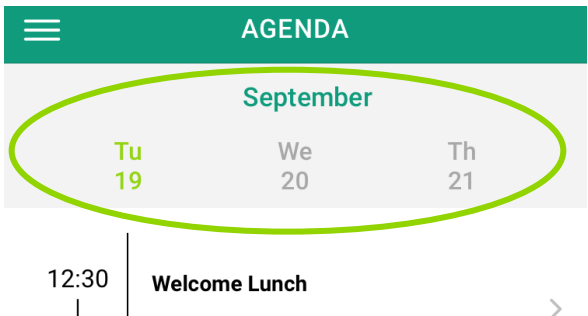 AGENDA
September
Tu We Th
19 20 21
12:30 Welcome Lunch